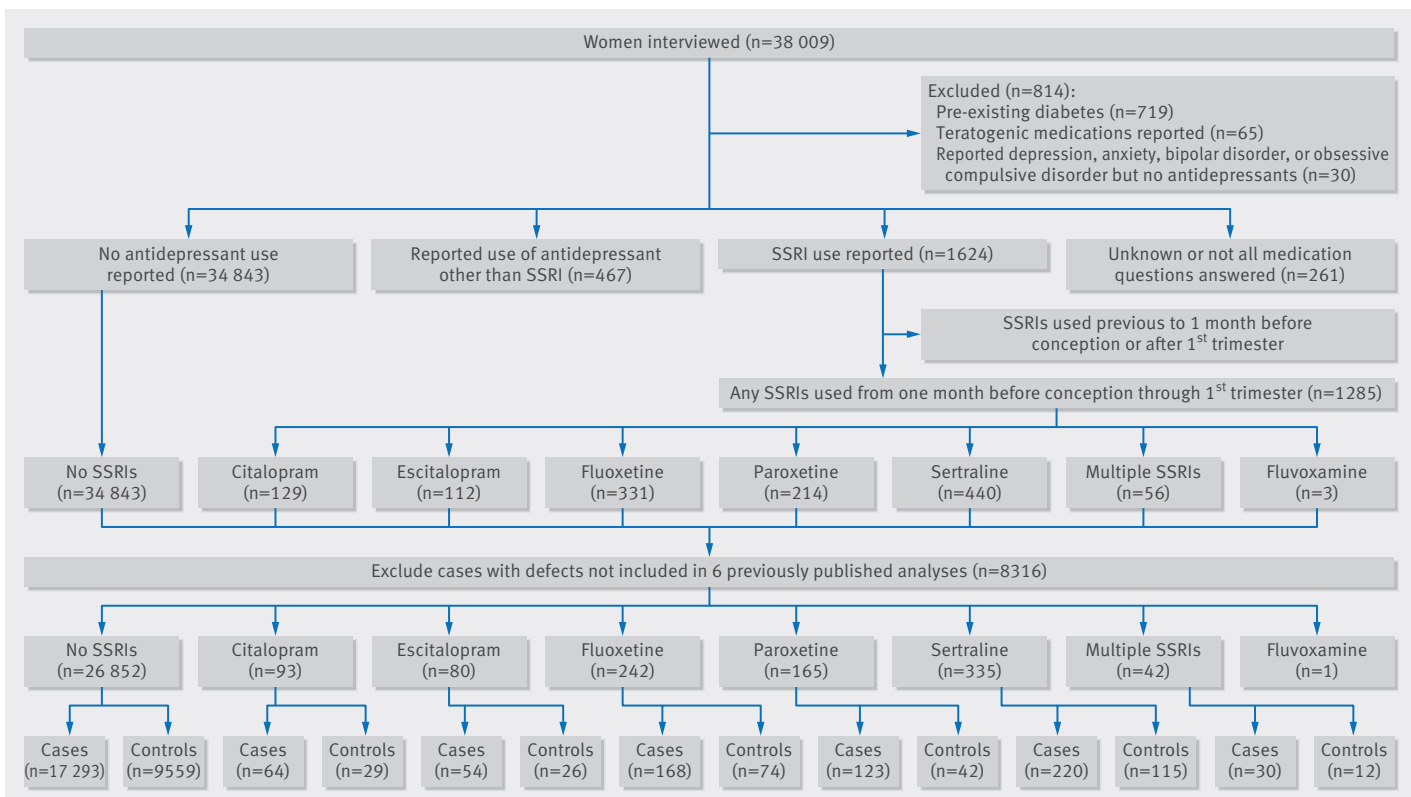 Women interviewed (n=38 009)
Excluded (n=814):
Pre-existing diabetes (n=719)
Teratogenic medications reported (n=65)
Reported depression, anxiety, bipolar disorder, or obsessive
compulsive disorder but no antidepressants (n=30)
No antidepressant use
reported (n=34 843)
Reported use of antidepressant
other than SSRI (n=467)
SSRI use reported (n=1624)
Unknown or not all medication
questions answered (n=261)
SSRIs used previous to 1 month before
conception or after 1st trimester
Any SSRIs used from one month before conception through 1st trimester (n=1285)
No SSRIs
(n=34 843)
Citalopram
(n=129)
Escitalopram
(n=112)
Fluoxetine
(n=331)
Paroxetine
(n=214)
Sertraline
(n=440)
Multiple SSRIs
(n=56)
Fluvoxamine
(n=3)
Exclude cases with defects not included in 6 previously published analyses (n=8316)
No SSRIs
(n=26 852)
Citalopram
(n=93)
Escitalopram
(n=80)
Fluoxetine
(n=242)
Paroxetine
(n=165)
Sertraline
(n=335)
Multiple SSRIs
(n=42)
Fluvoxamine
(n=1)
Cases
(n=17 293)
Controls
(n=9559)
Cases
(n=64)
Controls
(n=29)
Cases
(n=54)
Controls
(n=26)
Cases
(n=168)
Controls
(n=74)
Cases
(n=123)
Controls
(n=42)
Cases
(n=220)
Controls
(n=115)
Cases
(n=30)
Controls
(n=12)